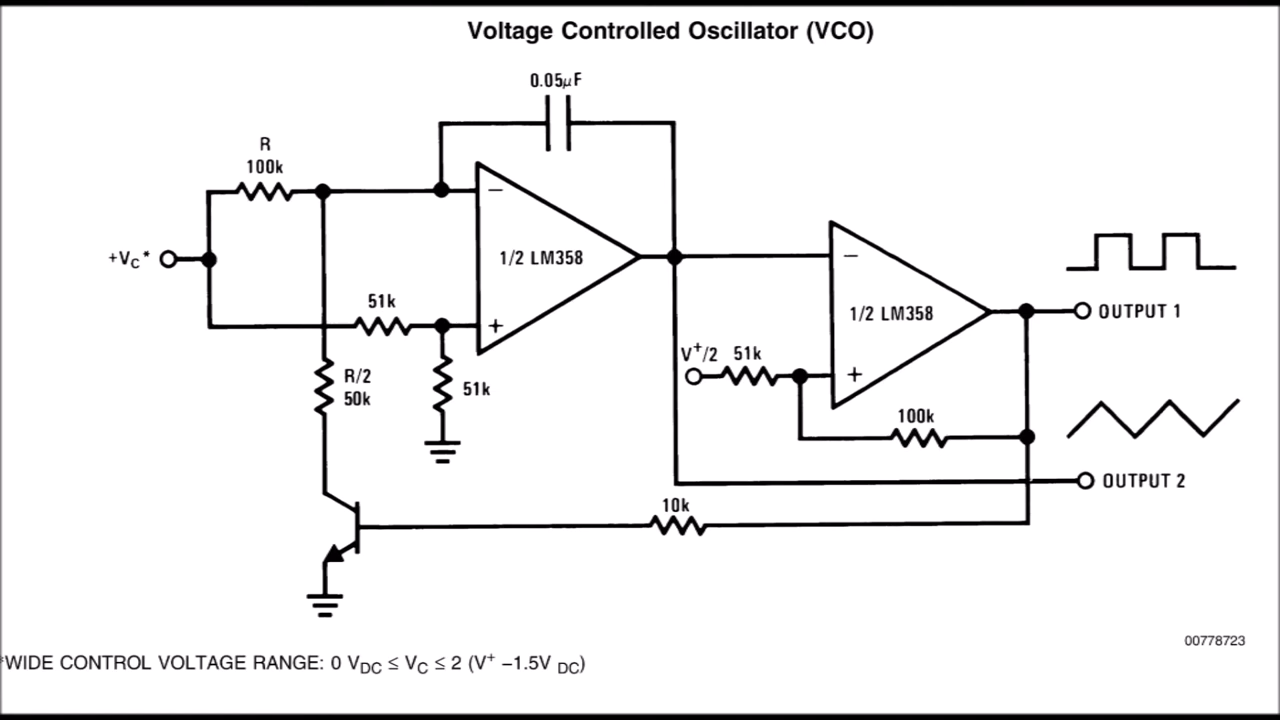 Voltage Controlled Oscillator (VCO)
0.05μF
R
100k
+VC*
1/2 LM358
51k
R/2
50k
51k
V+/2 51k
1/2 LM358
100k
OUTPUT 1
OUTPUT 2
10k
00778723
*WIDE CONTROL VOLTAGE RANGE: 0 VDC ≤ VC ≤ 2 (V+ −1.5V DC)